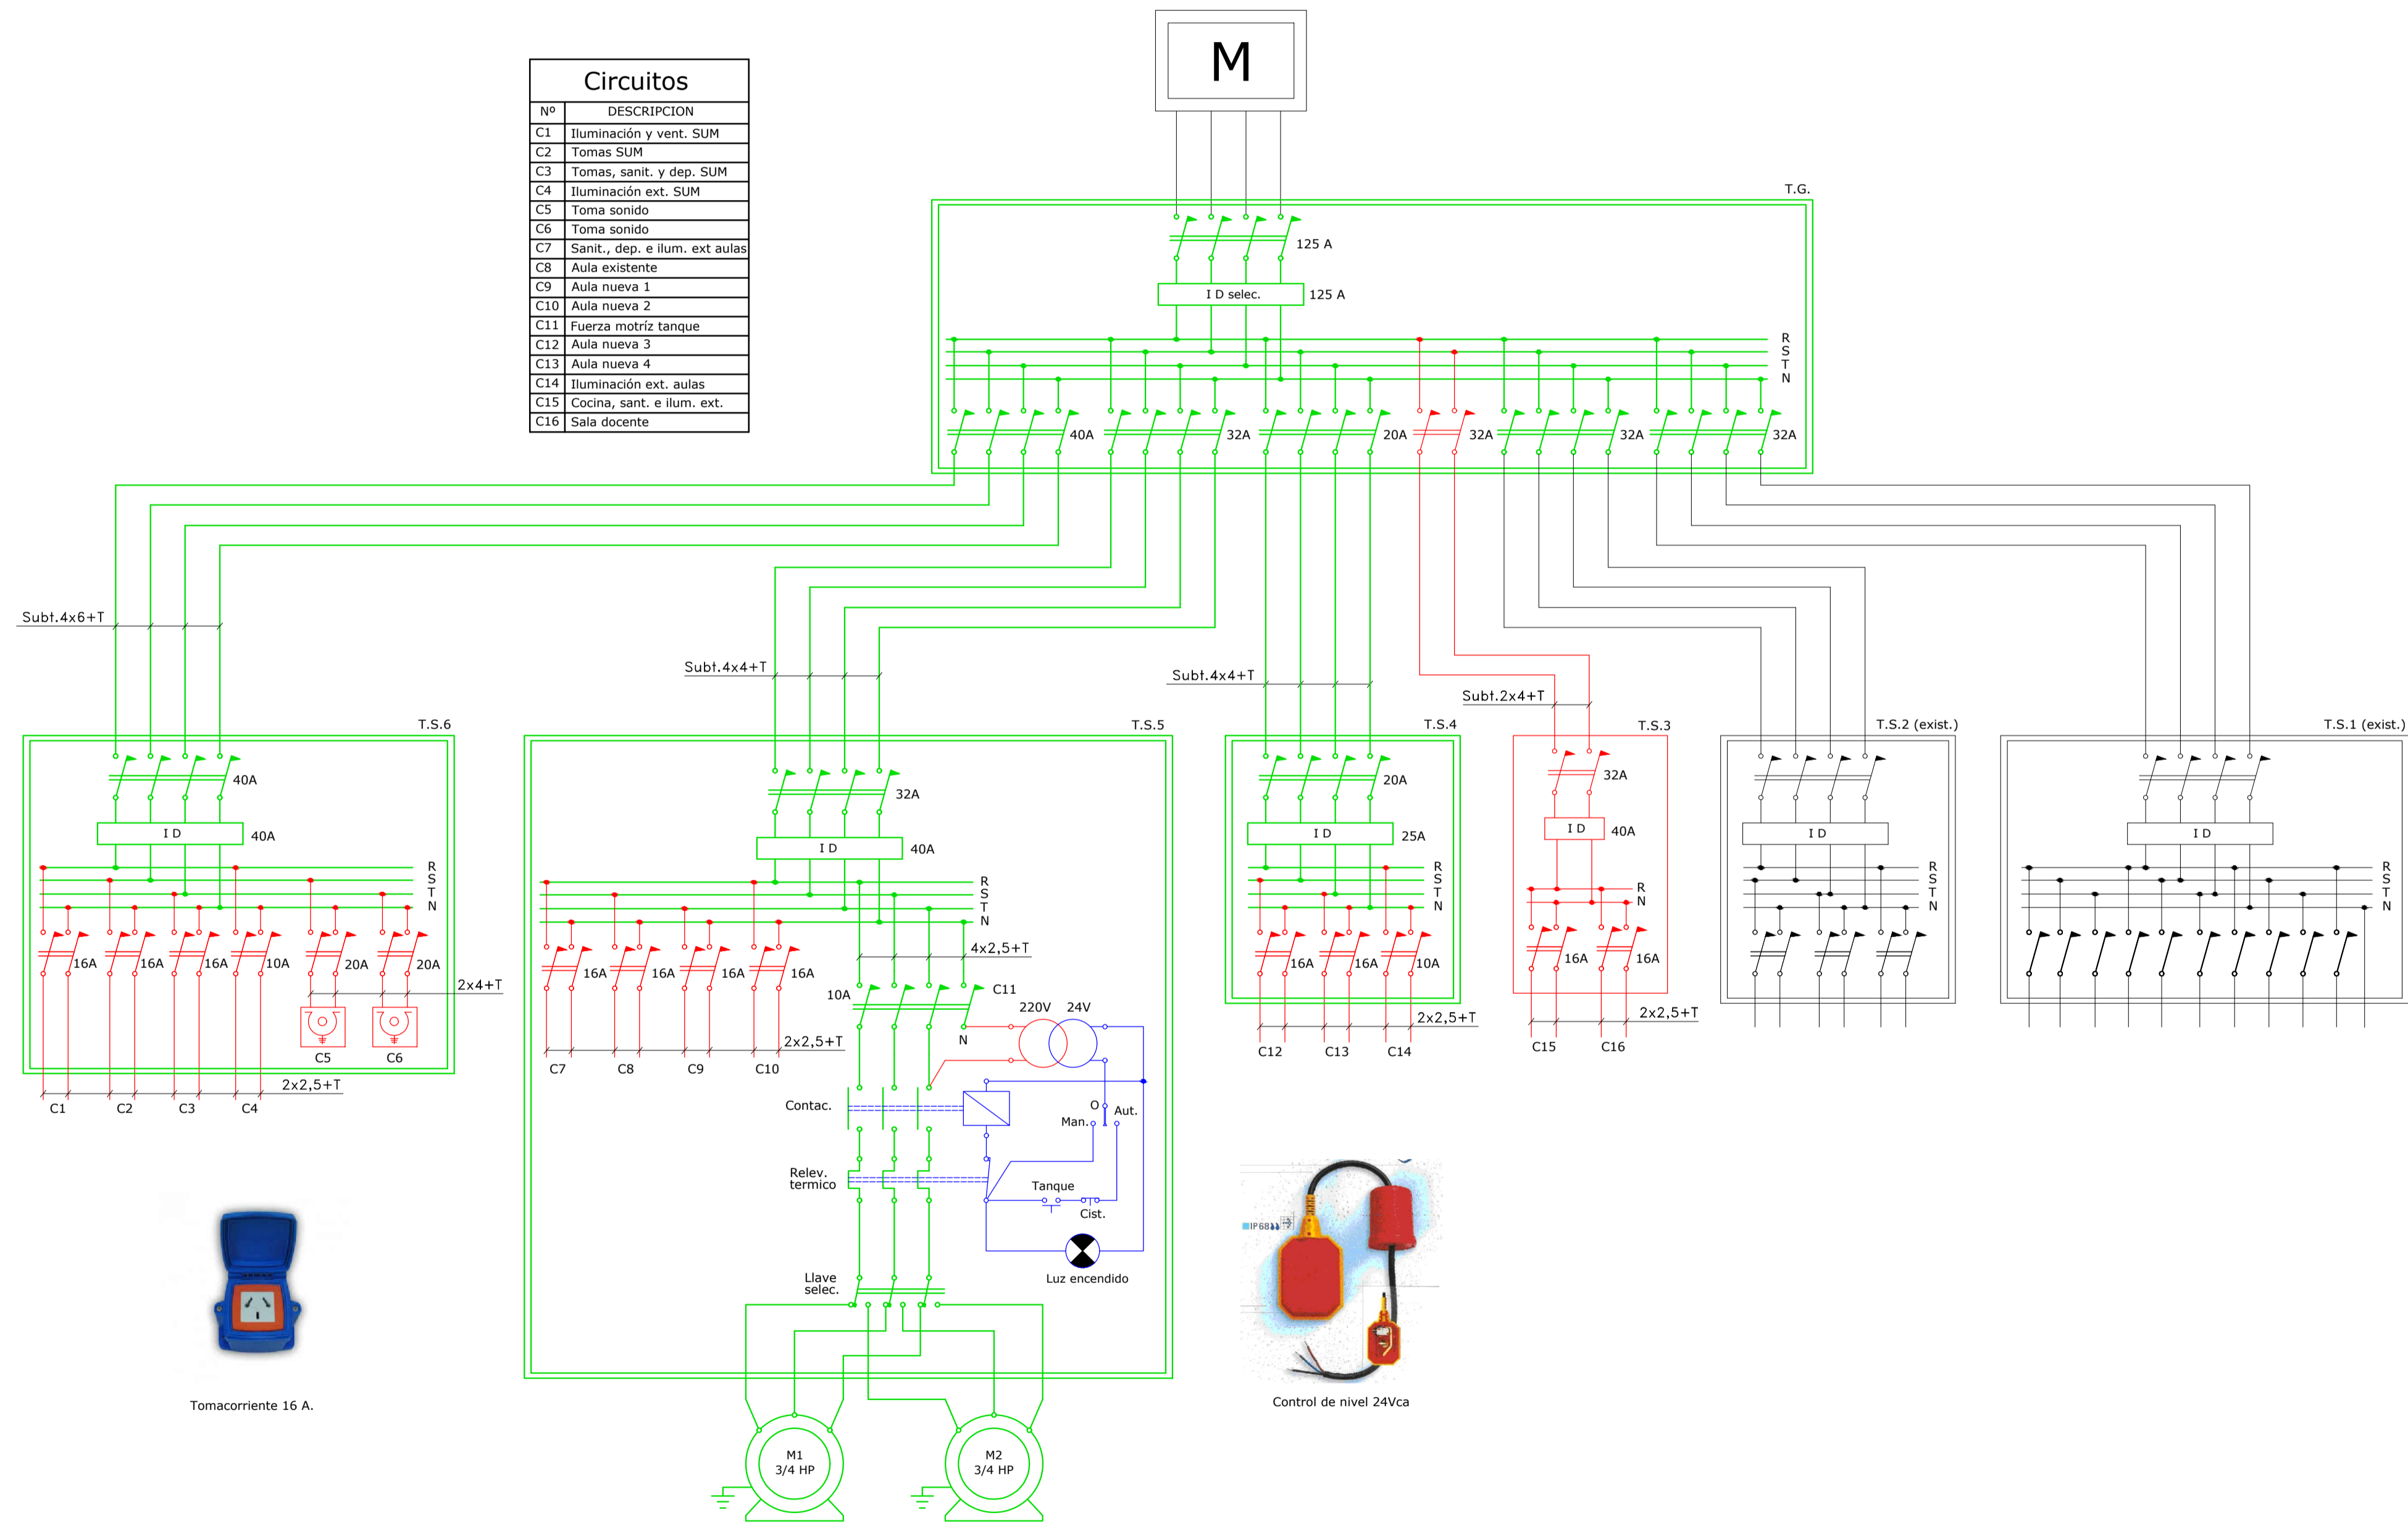 M
Circuitos
Nº DESCRIPCION
C1 Iluminación y vent. SUM
C2 Tomas SUM
C3 Tomas, sanit. y dep. SUM
C4 Iluminación ext. SUM
C5 Toma sonido
C6 Toma sonido
C7 Sanit., dep. e ilum. ext aulas
C8 Aula existente
C9 Aula nueva 1
C10 Aula nueva 2
C11 Fuerza motríz tanque
C12 Aula nueva 3
C13 Aula nueva 4
C14 Iluminación ext. aulas
C15 Cocina, sant. e ilum. ext.
C16 Sala docente
T.G.
125 A
I D selec. 125 A
R
S
T
N
40A 32A 20A 32A 32A 32A
Subt.4x6+T
Subt.4x4+T
Subt.4x4+T
Subt.2x4+T
T.S.6
40A
I D 40A
R
S
T
N
16A 16A 16A 10A 20A 20A
2x4+T
C5 C6
2x2,5+T
C1 C2 C3 C4
T.S.5
32A
I D 40A
R
S
T
N
4x2,5+T
16A 16A 16A 16A
10A C11
220V 24V
N
2x2,5+T
C7 C8 C9 C10
Contac.
O Aut.
Man.
Relev.
termico
Tanque
Cist.
Luz encendido
Llave
selec.
M1
3/4 HP
M2
3/4 HP
T.S.4
20A
I D 25A
R
S
T
N
16A 16A 10A
2x2,5+T
C12 C13 C14
T.S.3
32A
I D 40A
R
N
16A 16A
2x2,5+T
C15 C16
T.S.2 (exist.)
I D
R
S
T
N
T.S.1 (exist.)
I D
R
S
T
N
Tomacorriente 16 A.
IP68
Control de nivel 24Vca